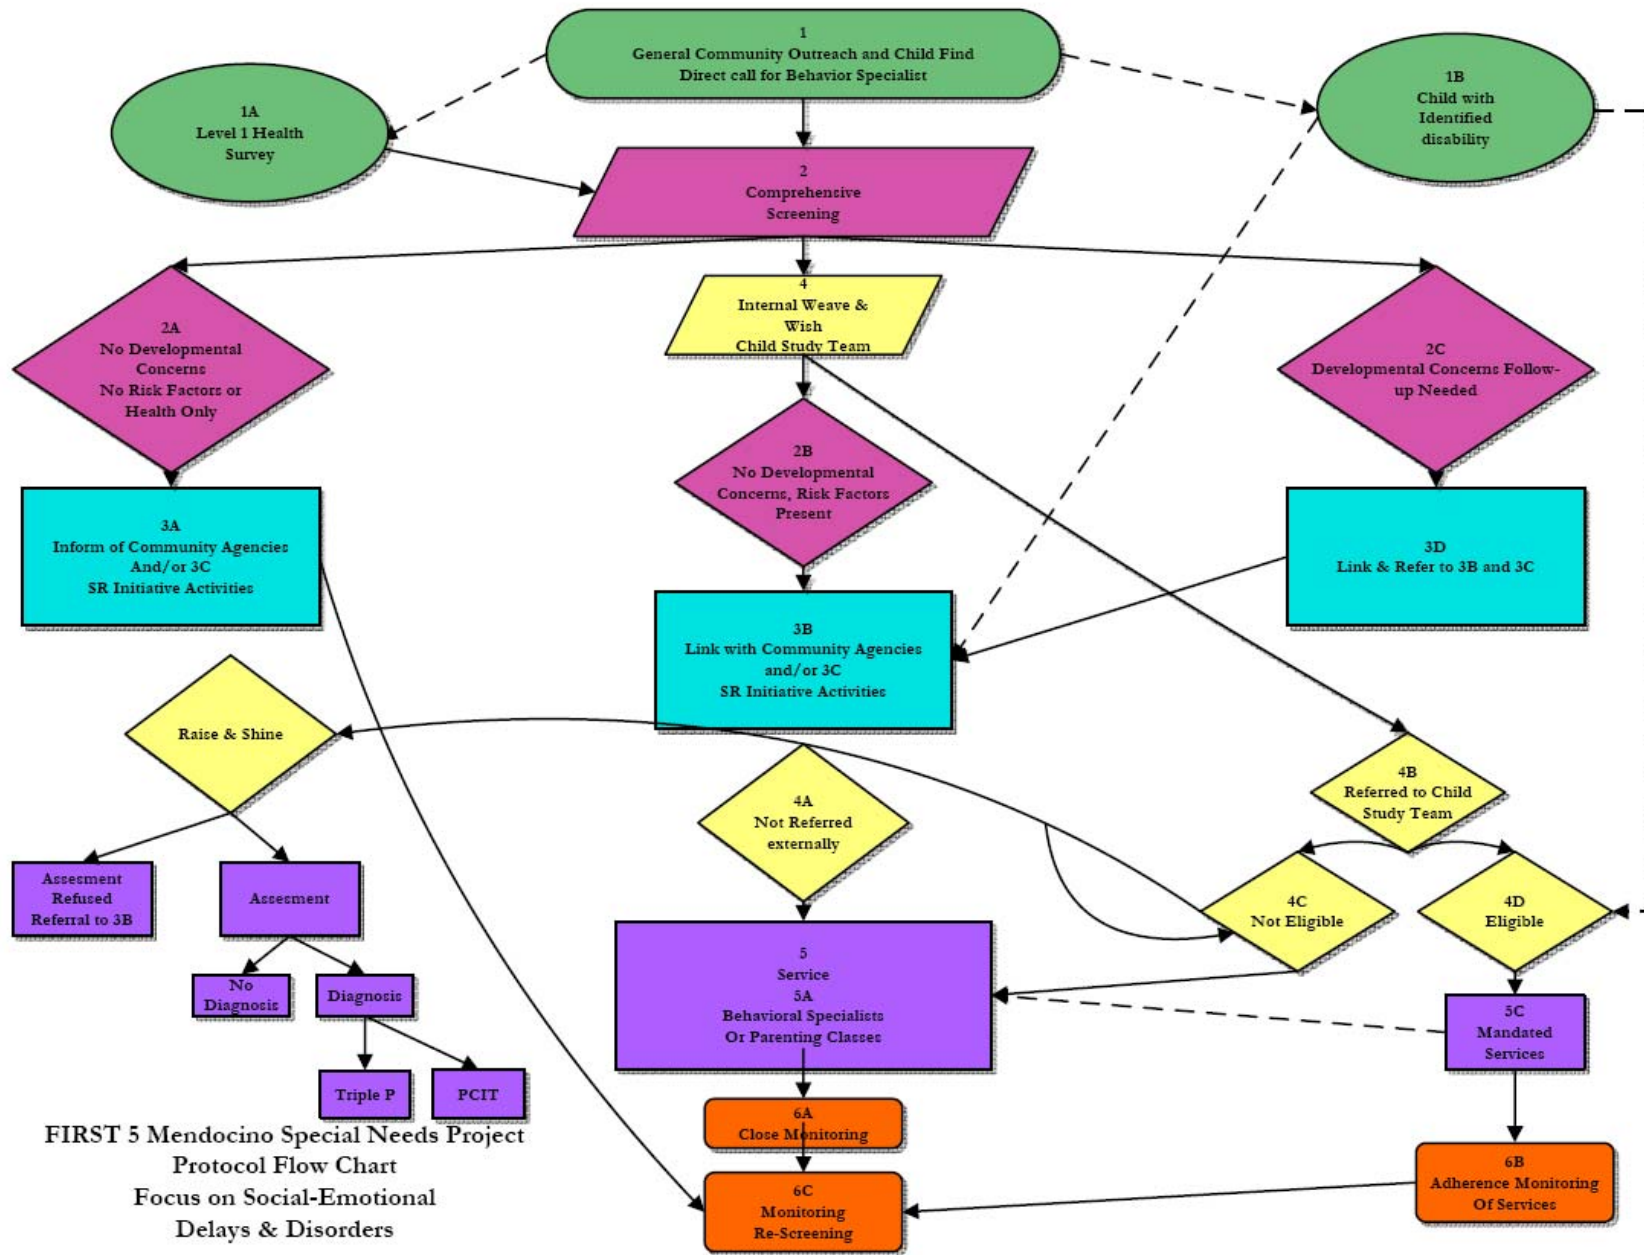 1
General Community Outreach and Child Find
Direct call for Behavior Specialist
1A
Level 1 Health
Survey
1B
Child with
Identified
disability
2
Comprehensive
Screening
2A
No Developmental
Concerns
No Risk Factors or
Health Only
4
Internal Weave &
Wish
Child Study Team
2C
Developmental Concerns Follow-
up Needed
2B
No Developmental
Concerns, Risk Factors
Present
3A
Inform of Community Agencies
And/or 3C
SR Initiative Activities
3B
Link with Community Agencies
and/or 3C
SR Initiative Activities
3D
Link & Refer to 3B and 3C
Raise & Shine
4A
Not Referred
externally
4B
Referred to Child
Study Team
Assesment
Refused
Referral to 3B
Assesment
4C
Not Eligible
4D
Eligible
No
Diagnosis
Diagnosis
5
Service
5A
Behavioral Specialists
Or Parenting Classes
5C
Mandated
Services
Triple P
PCIT
6A
Close Monitoring
6B
Adherence Monitoring
Of Services
6C
Monitoring
Re-Screening
FIRST 5 Mendocino Special Needs Project
Protocol Flow Chart
Focus on Social-Emotional
Delays & Disorders